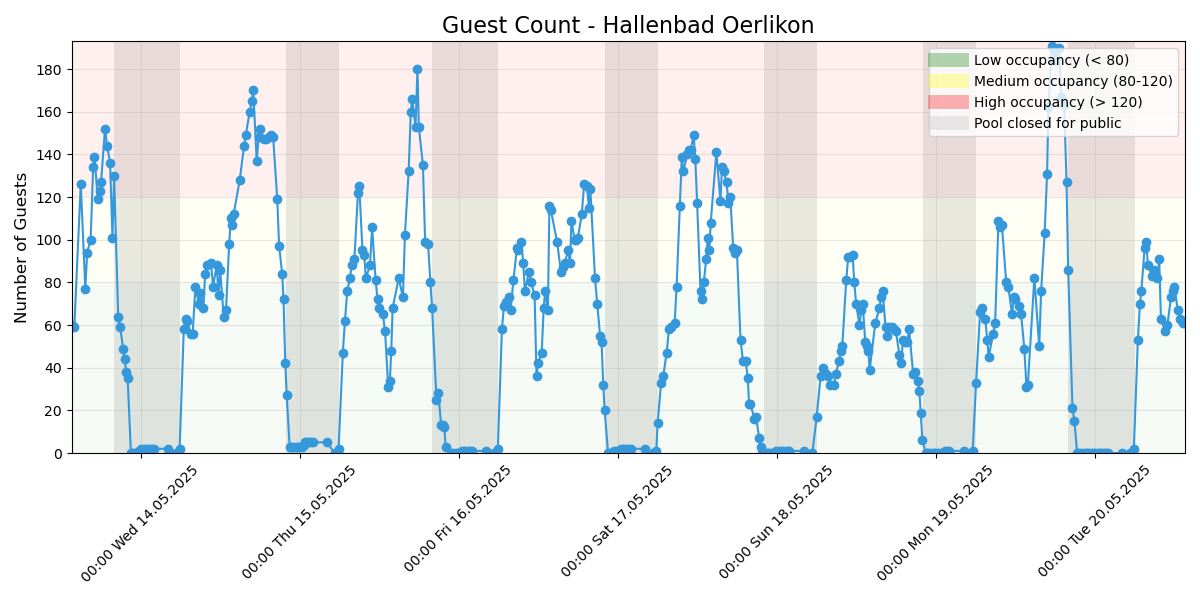 Guest Count - Hallenbad Oerlikon
Number of Guests
180
160
140
120
100
80
60
40
20
0
Low occupancy (< 80)
Medium occupancy (80-120)
High occupancy (> 120)
Pool closed for public
00:00 Wed 14.05.2025
00:00 Thu 15.05.2025
00:00 Fri 16.05.2025
00:00 Sat 17.05.2025
00:00 Sun 18.05.2025
00:00 Mon 19.05.2025
00:00 Tue 20.05.2025